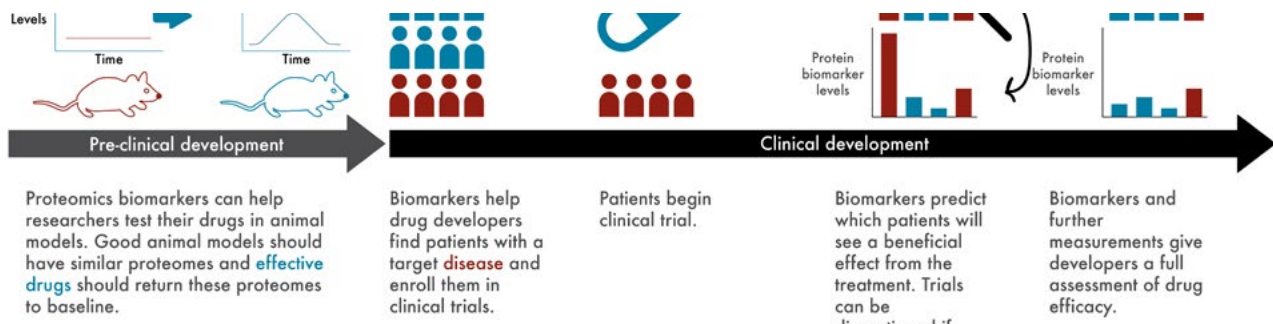 Levels
Time
Time
Protein
biomarker
levels
Protein
biomarker
levels
Pre-clinical development
Clinical development
Proteomics biomarkers can help
researchers test their drugs in animal
models. Good animal models should
have similar proteomes and effective
drugs should return these proteomes
to baseline.
Biomarkers help
drug developers
find patients with a
target disease and
enroll them in
clinical trials.
Patients begin
clinical trial.
Biomarkers predict
which patients will
see a beneficial
effect from the
treatment. Trials
can be
Biomarkers and
further
measurements give
developers a full
assessment of drug
efficacy.